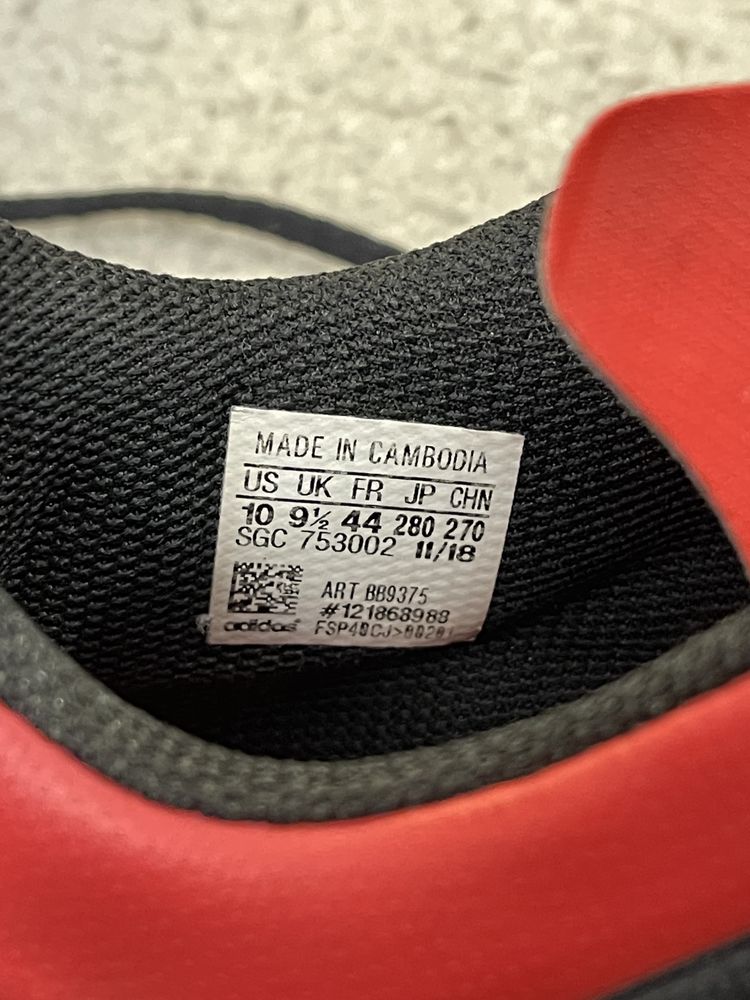 MADE IN CAMBODIA
US UK FR JP CHN
10 9½ 44 280 270
SGC 753002 11/18
ART BB9375
#121868988
adidas